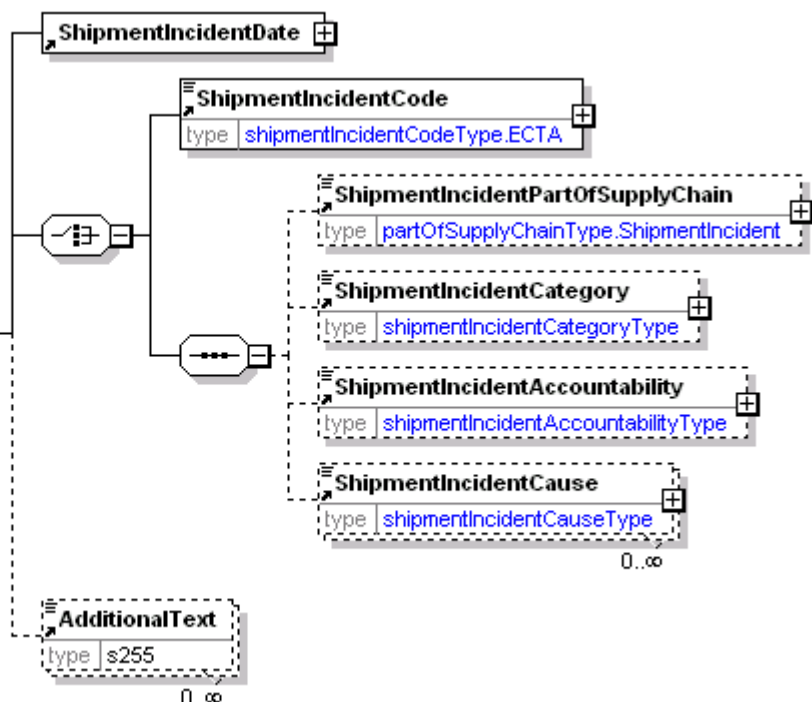 ShipmentIncidentDate
ShipmentIncidentCode
type shipmentIncidentCodeType.ECTA
ShipmentIncidentPartOfSupplyChain
type partOfSupplyChainType.ShipmentIncident
ShipmentIncidentCategory
type shipmentIncidentCategoryType
ShipmentIncidentAccountability
type shipmentIncidentAccountabilityType
ShipmentIncidentCause
type shipmentIncidentCauseType
0..∞
AdditionalText
type s255
0..∞